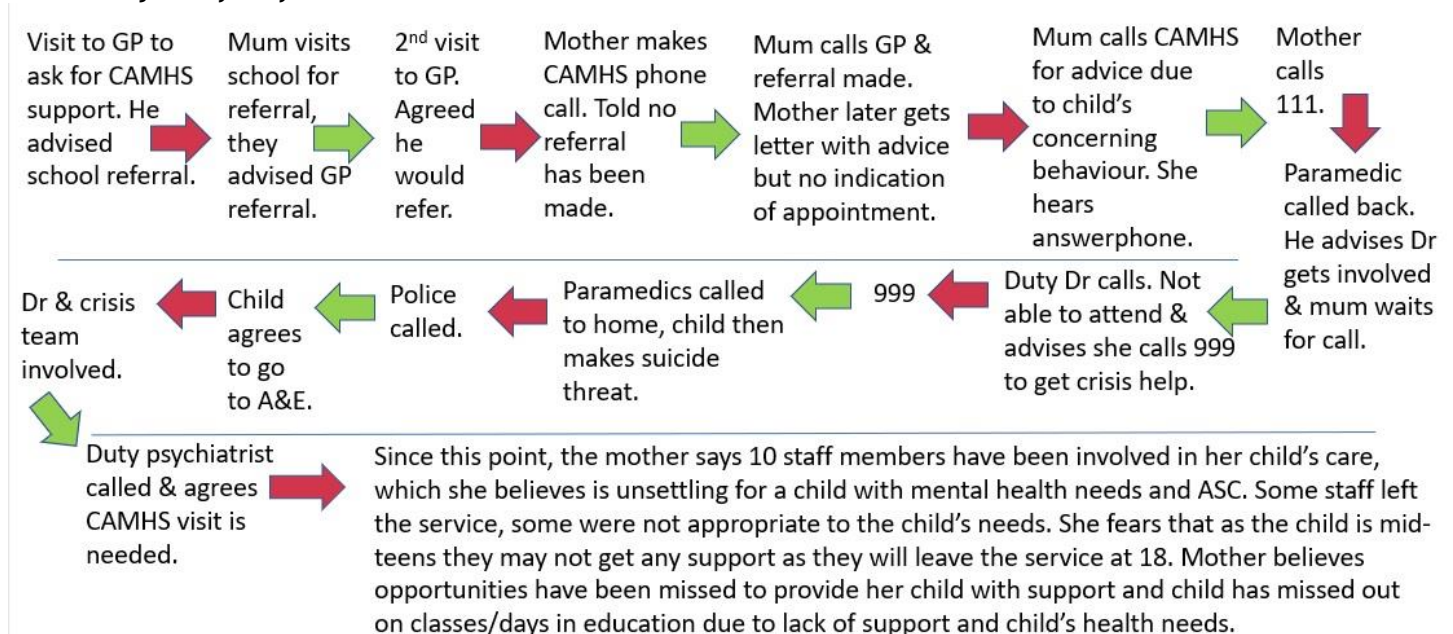 Visit to GP to
ask for CAMHS
support. He
advised
school referral.
Mum visits
school for
referral,
they
advised GP
referral.
2nd visit
to GP.
Agreed
he
would
refer.
Mother makes
CAMHS phone
call. Told no
referral
has been
made.
Mum calls GP &
referral made.
Mother later gets
letter with advice
but no indication
of appointment.
Mum calls CAMHS
for advice due
to child’s
concerning
behaviour. She
hears
answerphone.
Mother
calls
111.
Paramedic
called back.
He advises Dr
gets involved
& mum waits
for call.
Duty Dr calls. Not
able to attend &
advises she calls 999
to get crisis help.
999
Paramedics called
to home, child then
makes suicide
threat.
Police
called.
Child
agrees
to go
to A&E.
Dr & crisis
team
involved.
Duty psychiatrist
called & agrees
CAMHS visit is
needed.
Since this point, the mother says 10 staff members have been involved in her child’s care,
which she believes is unsettling for a child with mental health needs and ASC. Some staff left
the service, some were not appropriate to the child’s needs. She fears that as the child is mid-
teens they may not get any support as they will leave the service at 18. Mother believes
opportunities have been missed to provide her child with support and child has missed out
on classes/days in education due to lack of support and child’s health needs.